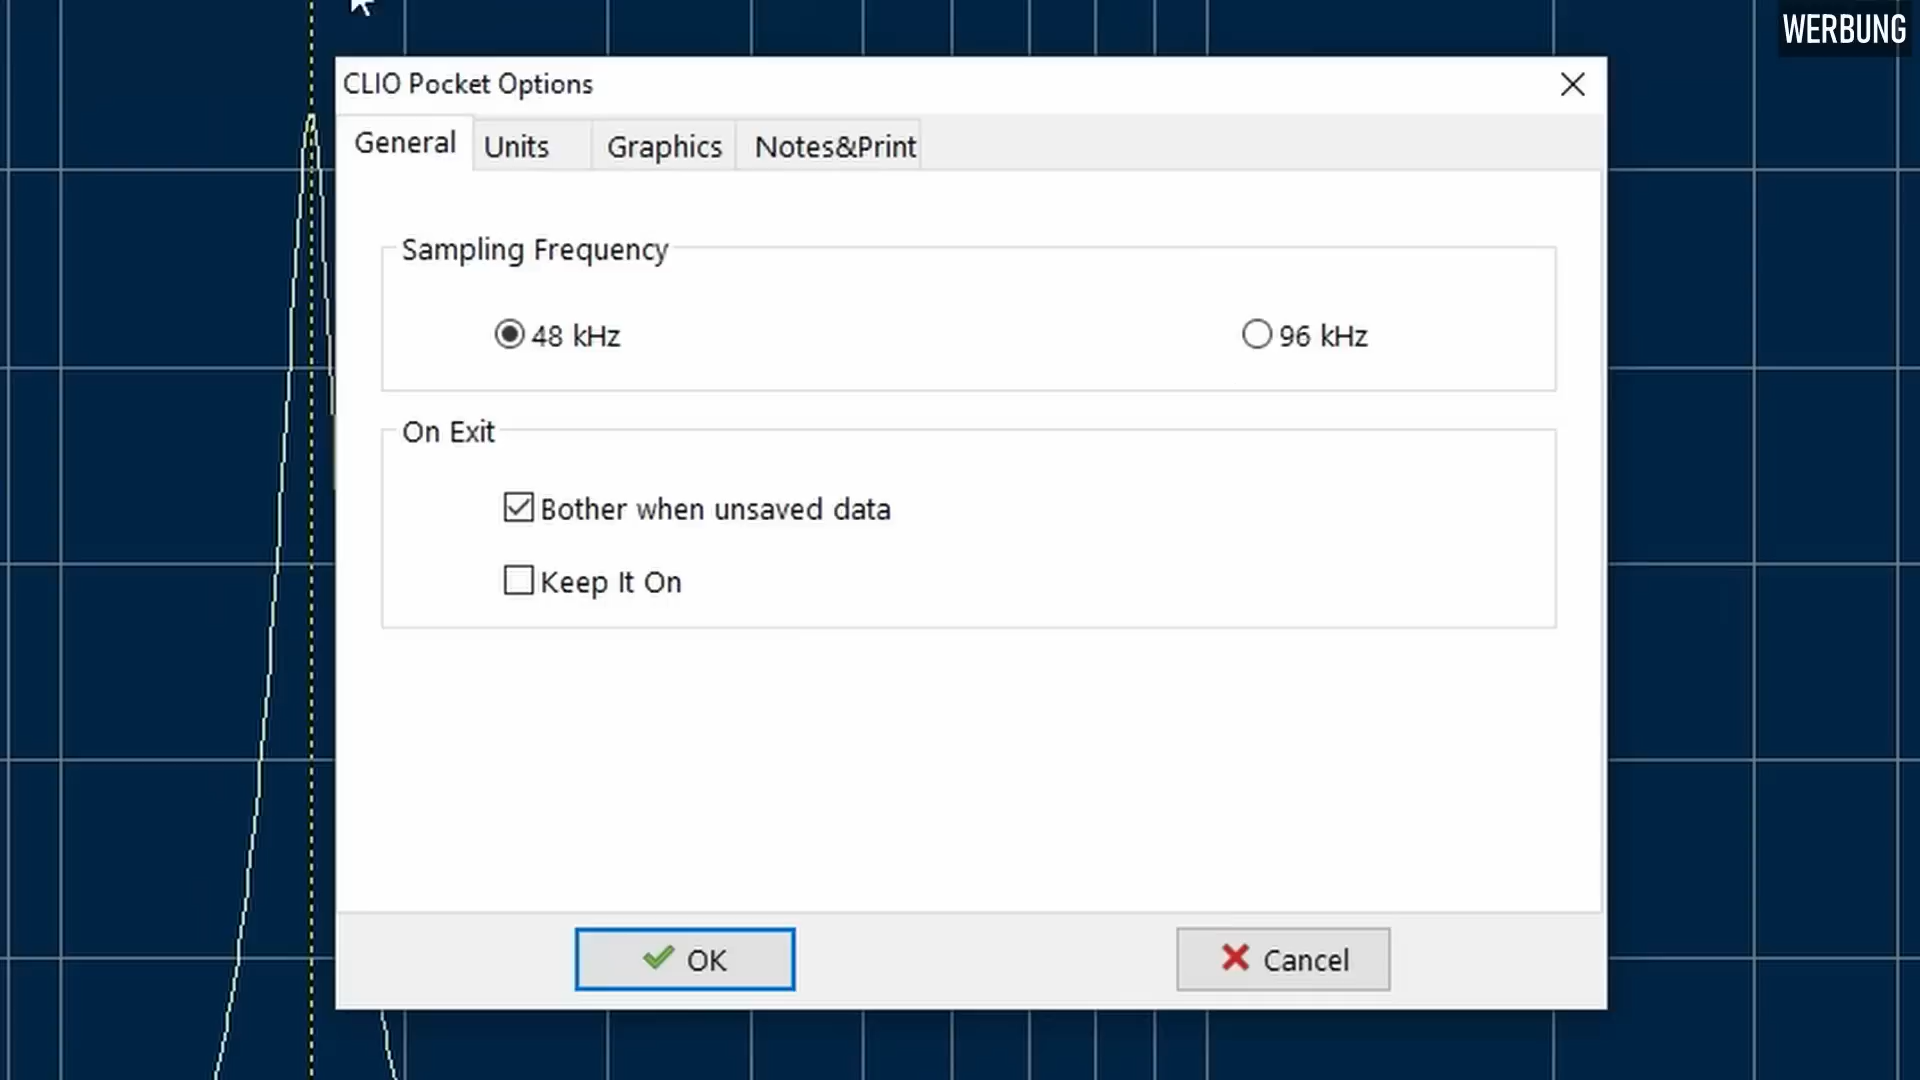 WERBUNG
CLIO Pocket Options
General Units Graphics Notes&Print
Sampling Frequency
48 kHz 96 kHz
On Exit
Bother when unsaved data
Keep It On
OK Cancel